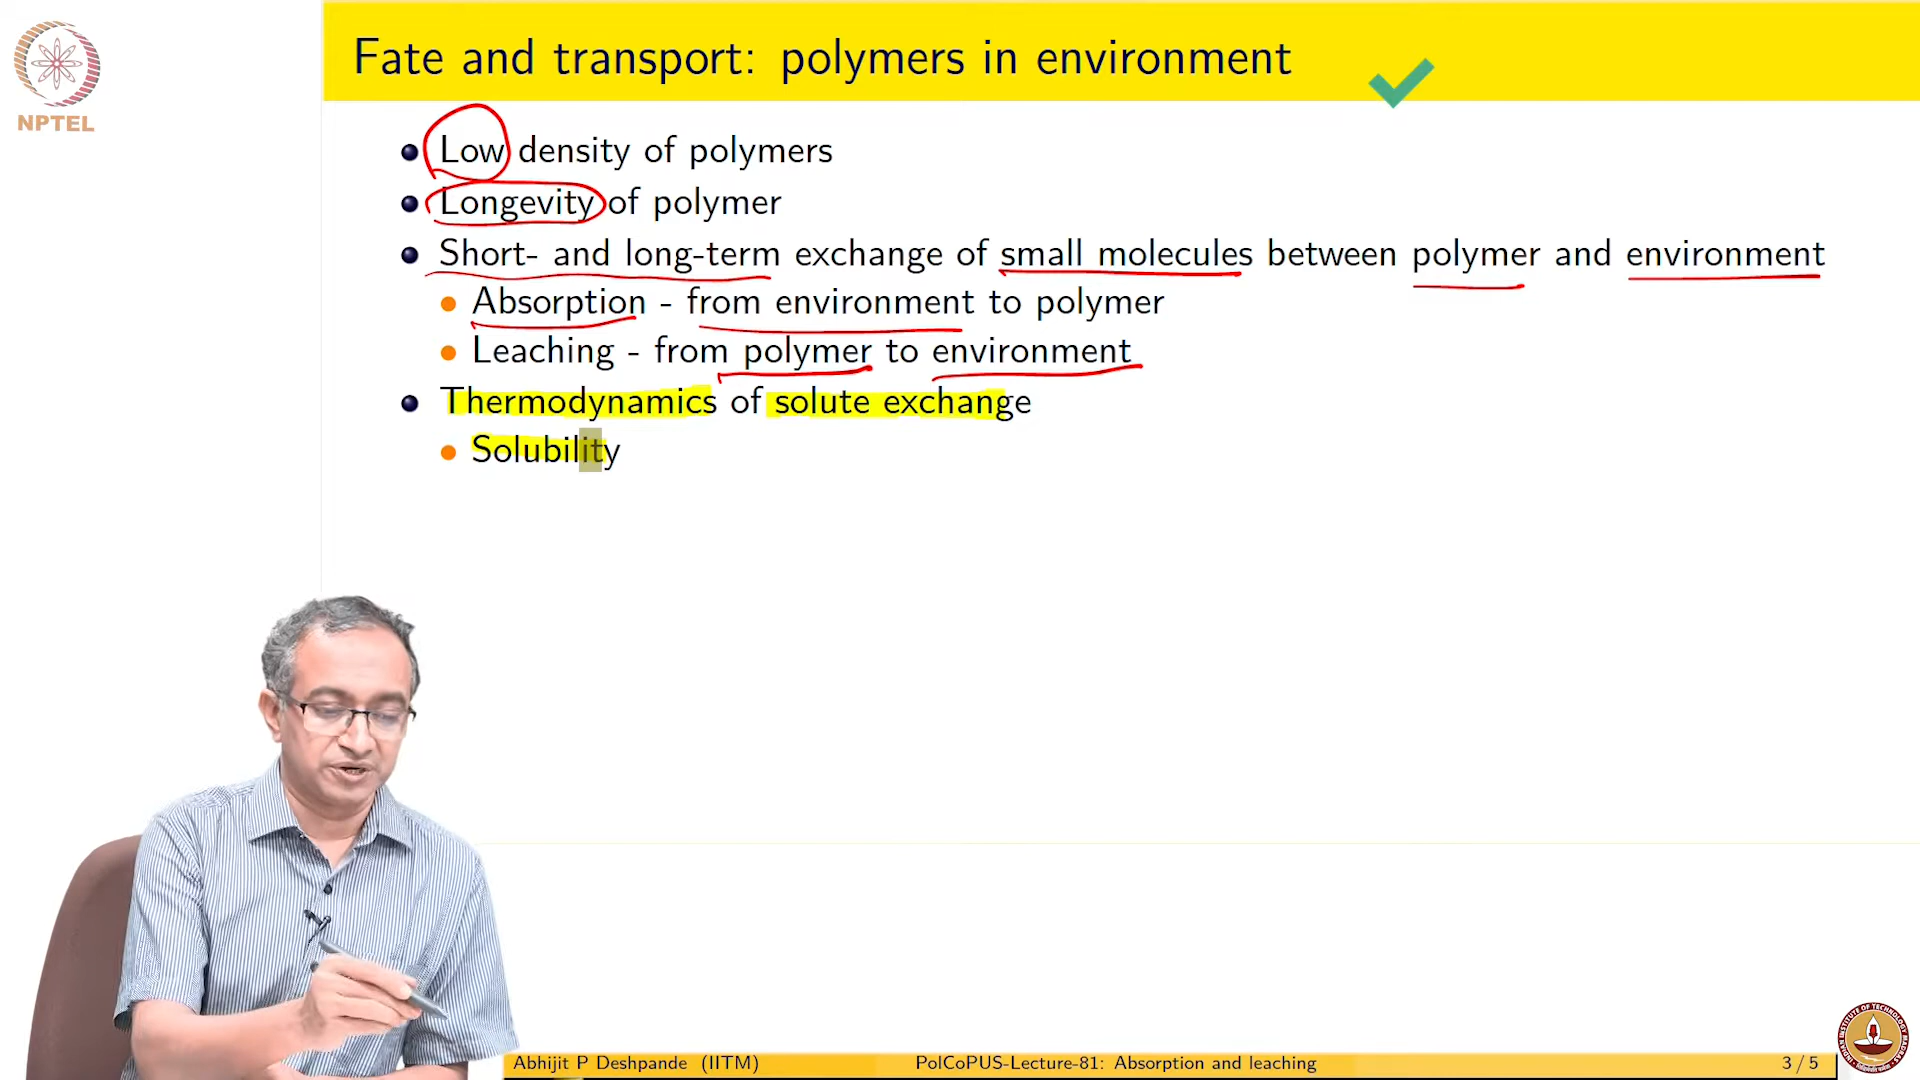 NPTEL
Fate and transport: polymers in environment
Low density of polymers
Longevity of polymer
Short- and long-term exchange of small molecules between polymer and environment
Absorption - from environment to polymer
Leaching - from polymer to environment
Thermodynamics of solute exchange
Solubility
Abhijit P Deshpande (IITM) PolCoPUS-Lecture-81: Absorption and leaching 3 / 5